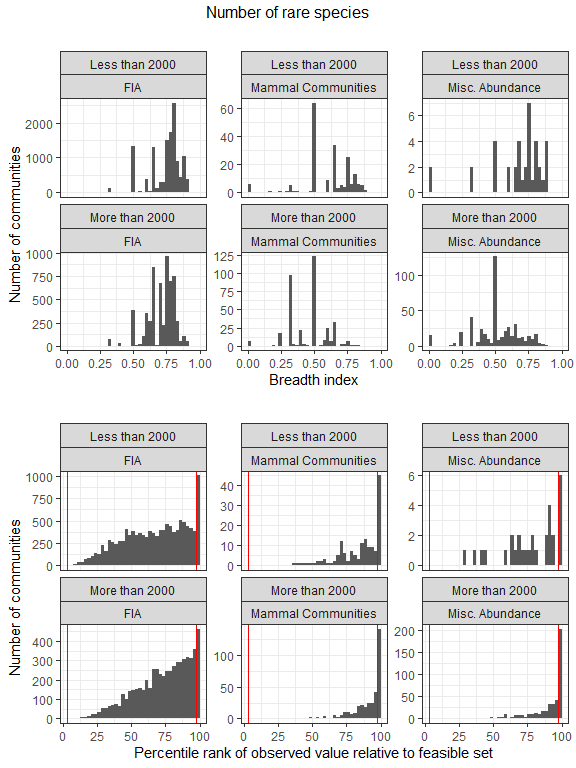 Number of rare species
Less than 2000 Less than 2000 Less than 2000
FIA Mammal Communities Misc. Abundance
2000 1000 0
60 40 20 0
6 4 2 0
More than 2000 More than 2000 More than 2000
FIA Mammal Communities Misc. Abundance
1000 750 500 250 0
125 100 75 50 25 0
100 50 0
0.00 0.25 0.50 0.75 1.00 0.00 0.25 0.50 0.75 1.00 0.00 0.25 0.50 0.75 1.00
Number of communities
Breadth index
Less than 2000 Less than 2000 Less than 2000
FIA Mammal Communities Misc. Abundance
1000 750 500 250 0
40 30 20 10 0
6 4 2 0
More than 2000 More than 2000 More than 2000
FIA Mammal Communities Misc. Abundance
400 300 200 100 0
100 50 0
200 150 100 50 0
0 25 50 75 100 0 25 50 75 100 0 25 50 75 100
Number of communities
Percentile rank of observed value relative to feasible set